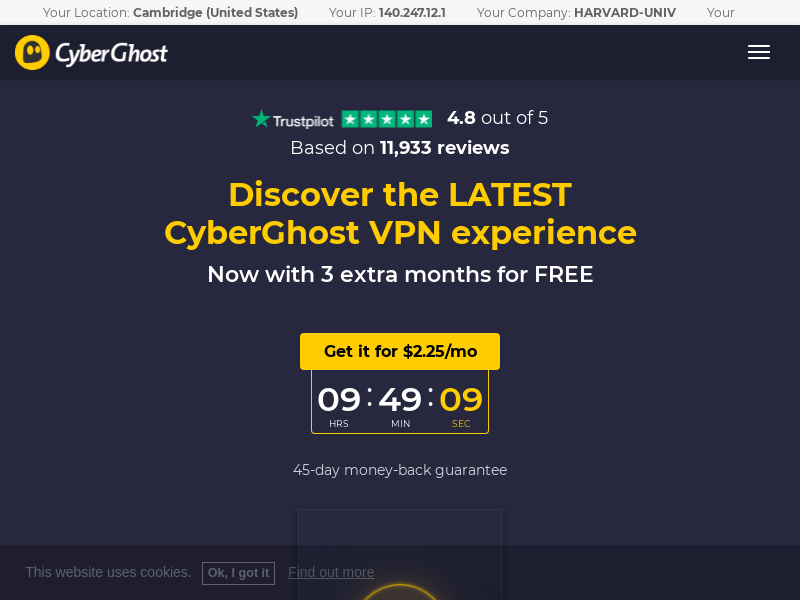 Your Location: Cambridge (United States) Your IP: 140.247.12.1 Your Company: HARVARD-UNIV Your
CyberGhost
Trustpilot 4.8 out of 5
Based on 11,933 reviews
Discover the LATEST
CyberGhost VPN experience
Now with 3 extra months for FREE
Get it for $2.25/mo
09 : 49 : 09
HRS MIN SEC
45-day money-back guarantee
This website uses cookies. Ok, I got it Find out more